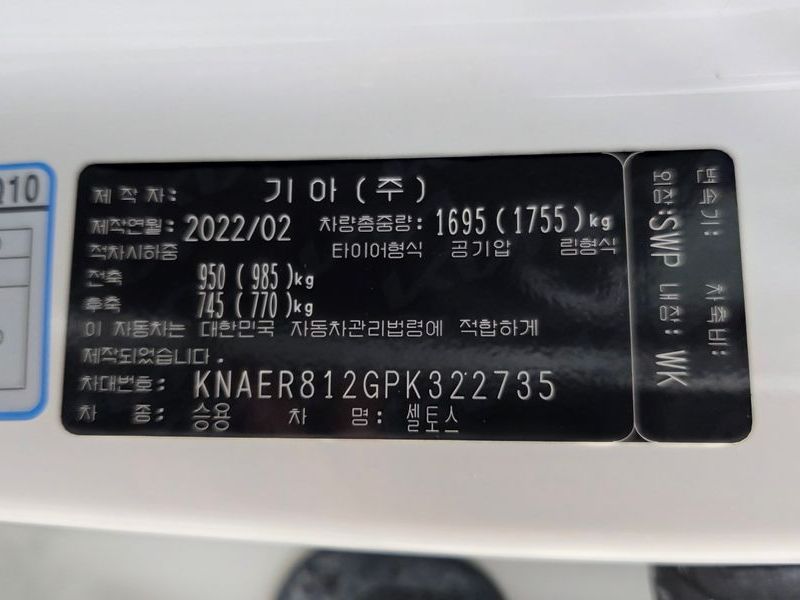 제작자: 기아(주)
제작연월: 2022/02 차량총중량: 1695(1755)kg
적차시하중 타이어형식 공기압 림형식
전축 950(985)kg
후축 745(770)kg
이 자동차는 대한민국 자동차관리법령에 적합하게
제작되었습니다.
차대번호: KNAER812GPK322735
차 종: 승용 차 명: 셀토스
변속기: 차축비:
외장:SWP 내장: WK